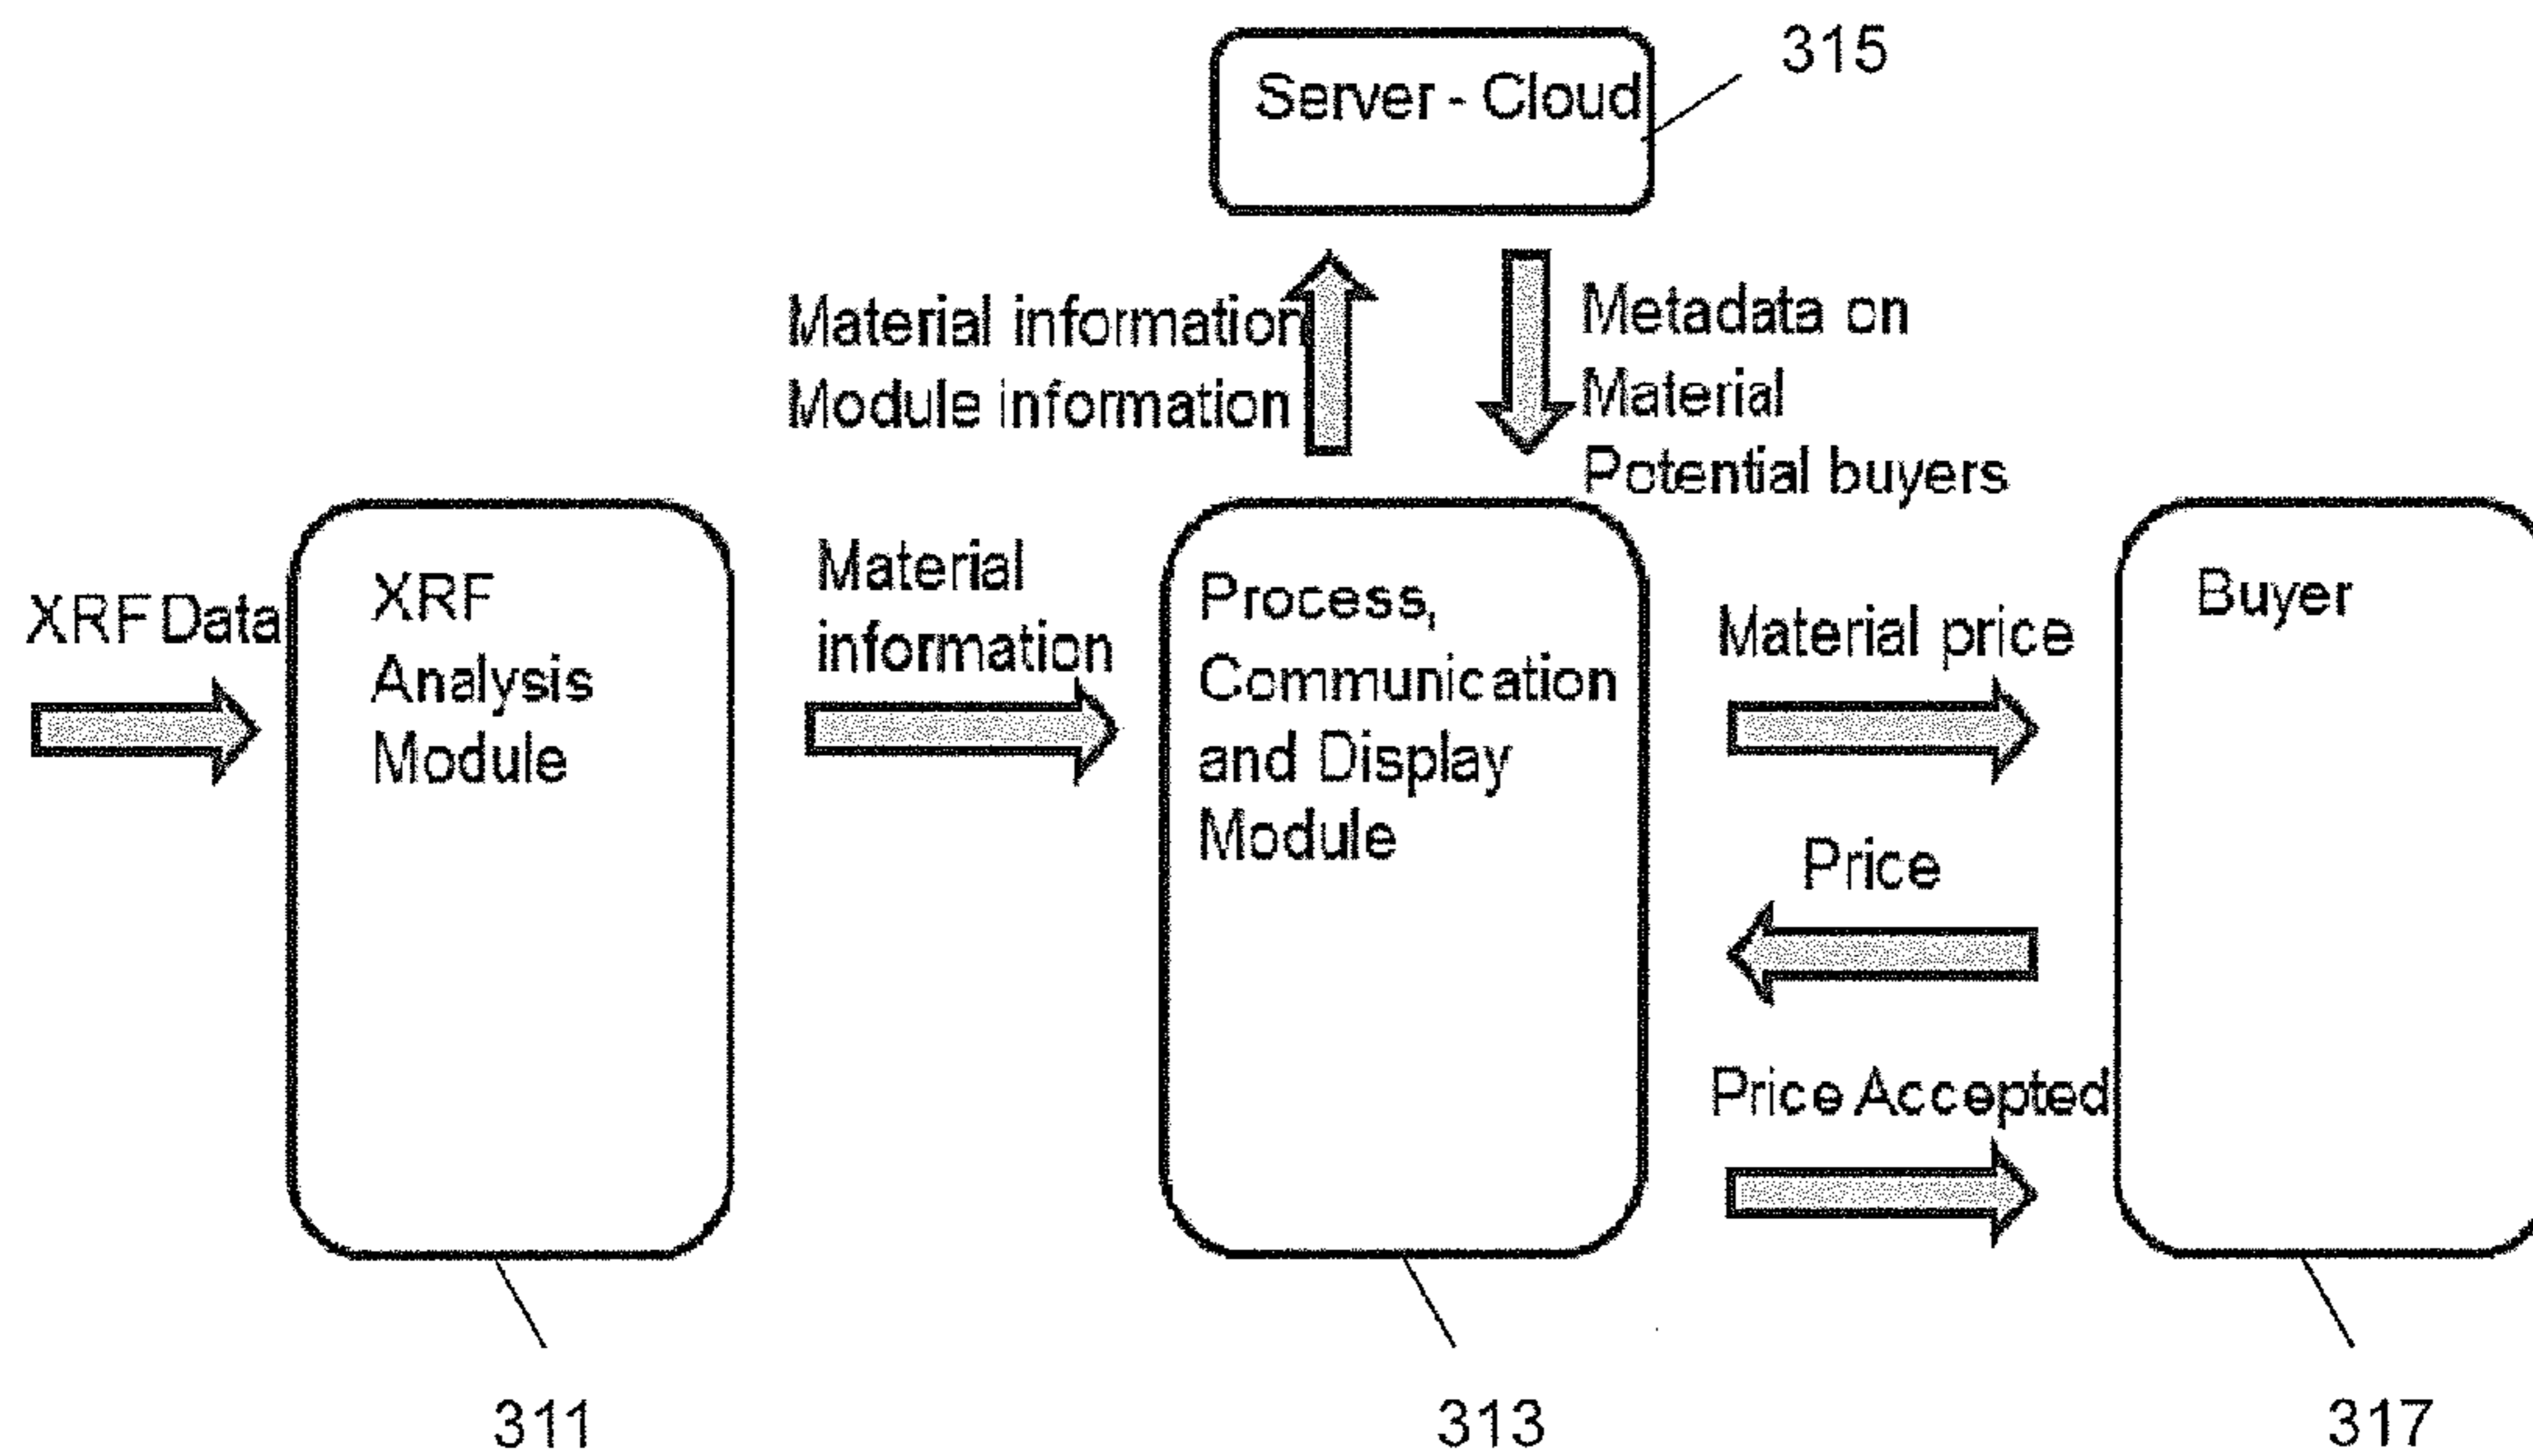 315
Server - Cloud
Material information
Module information
Metadata on
Material
Potential buyers
XRF Data
XRF
Analysis
Module
Material
information
Process,
Communication
and Display
Module
Material price
Price
Price Accepted
Buyer
311
313
317